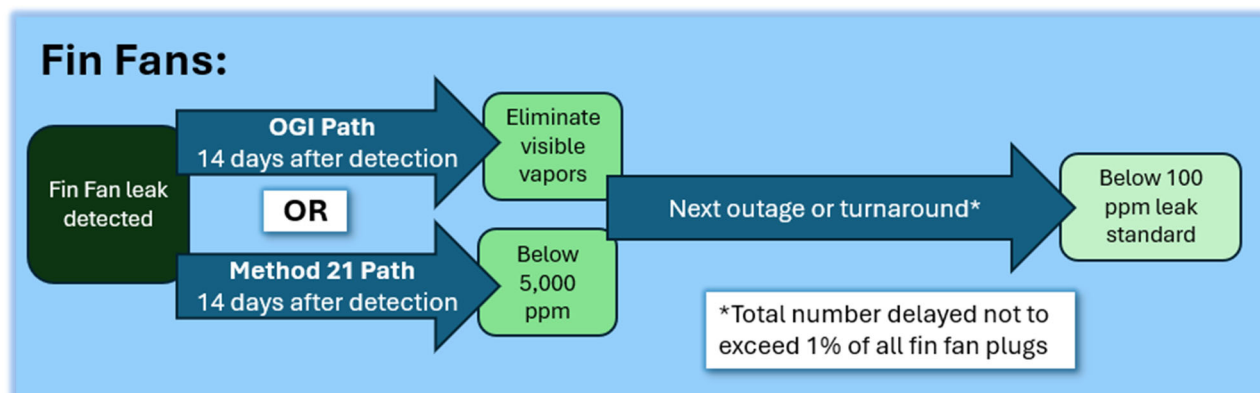 Fin Fans:
Fin Fan leak
detected
OGI Path
14 days after detection
Eliminate
visible
vapors
OR
Method 21 Path
14 days after detection
Below
5,000
ppm
Next outage or turnaround*
Below 100
ppm leak
standard
*Total number delayed not to
exceed 1% of all fin fan plugs